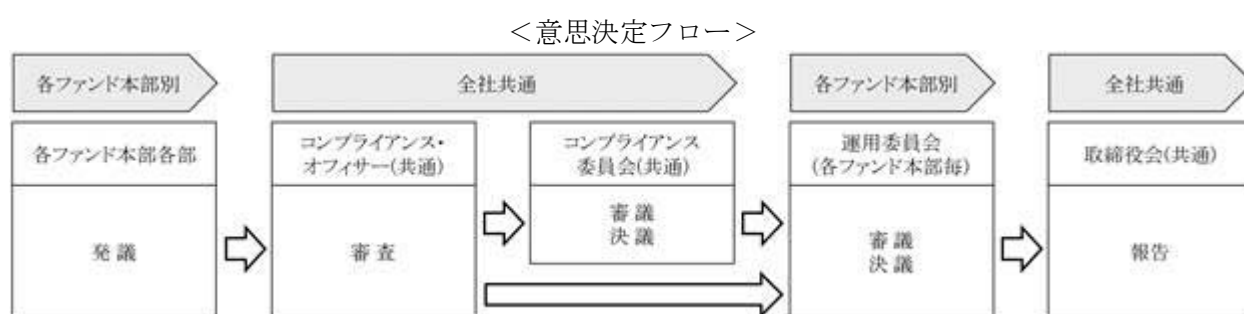 ＜意思決定フロー＞
各ファンド本部別
全社共通
各ファンド本部別
全社共通
各ファンド本部各部
コンプライアンス・
オフィサー(共通)
コンプライアンス
委員会(共通)
運用委員会
(各ファンド本部毎)
取締役会(共通)
発議
審査
審議
決議
審議
決議
報告